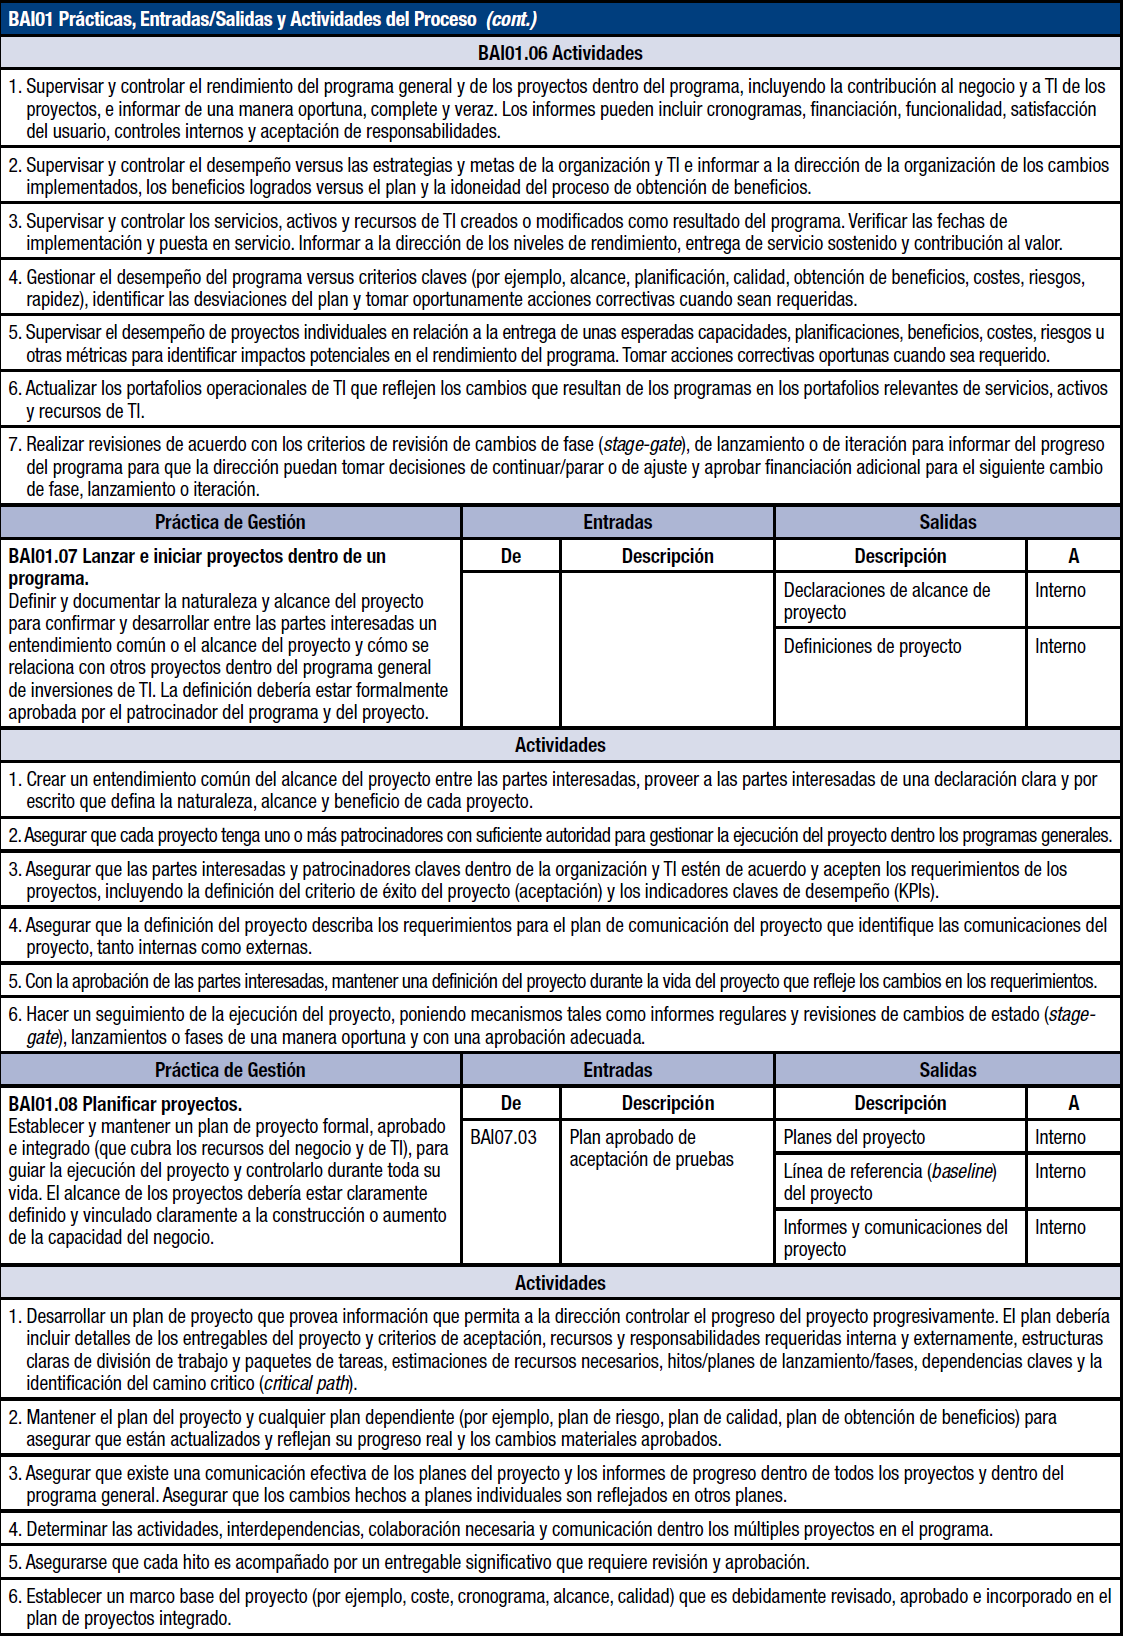 BAI01 Prácticas, Entradas/Salidas y Actividades del Proceso (cont.)
BAI01.06 Actividades
1. Supervisar y controlar el rendimiento del programa general y de los proyectos dentro del programa, incluyendo la contribución al negocio y a TI de los
proyectos, e informar de una manera oportuna, complete y veraz. Los informes pueden incluir cronogramas, financiación, funcionalidad, satisfacción
del usuario, controles internos y aceptación de responsabilidades.
2. Supervisar y controlar el desempeño versus las estrategias y metas de la organización y TI e informar a la dirección de la organización de los cambios
implementados, los beneficios logrados versus el plan y la idoneidad del proceso de obtención de beneficios.
3. Supervisar y controlar los servicios, activos y recursos de TI creados o modificados como resultado del programa. Verificar las fechas de
implementación y puesta en servicio. Informar a la dirección de los niveles de rendimiento, entrega de servicio sostenido y contribución al valor.
4. Gestionar el desempeño del programa versus criterios claves (por ejemplo, alcance, planificación, calidad, obtención de beneficios, costes, riesgos,
rapidez), identificar las desviaciones del plan y tomar oportunamente acciones correctivas cuando sean requeridas.
5. Supervisar el desempeño de proyectos individuales en relación a la entrega de unas esperadas capacidades, planificaciones, beneficios, costes, riesgos u
otras métricas para identificar impactos potenciales en el rendimiento del programa. Tomar acciones correctivas oportunas cuando sea requerido.
6. Actualizar los portafolios operacionales de TI que reflejen los cambios que resultan de los programas en los portafolios relevantes de servicios, activos
y recursos de TI.
7. Realizar revisiones de acuerdo con los criterios de revisión de cambios de fase (stage-gate), de lanzamiento o de iteración para informar del progreso
del programa para que la dirección puedan tomar decisiones de continuar/parar o de ajuste y aprobar financiación adicional para el siguiente cambio
de fase, lanzamiento o iteración.
Práctica de Gestión Entradas Salidas
BAI01.07 Lanzar e iniciar proyectos dentro de un
programa.
Definir y documentar la naturaleza y alcance del proyecto
para confirmar y desarrollar entre las partes interesadas un
entendimiento común o el alcance del proyecto y cómo se
relaciona con otros proyectos dentro del programa general
de inversiones de TI. La definición debería estar formalmente
aprobada por el patrocinador del programa y del proyecto.
De Descripción Descripción A
Declaraciones de alcance de
proyecto
Interno
Definiciones de proyecto Interno
Actividades
1. Crear un entendimiento común del alcance del proyecto entre las partes interesadas, proveer a las partes interesadas de una declaración clara y por
escrito que defina la naturaleza, alcance y beneficio de cada proyecto.
2. Asegurar que cada proyecto tenga uno o más patrocinadores con suficiente autoridad para gestionar la ejecución del proyecto dentro los programas generales.
3. Asegurar que las partes interesadas y patrocinadores claves dentro de la organización y TI estén de acuerdo y acepten los requerimientos de los
proyectos, incluyendo la definición del criterio de éxito del proyecto (aceptación) y los indicadores claves de desempeño (KPIs).
4. Asegurar que la definición del proyecto describa los requerimientos para el plan de comunicación del proyecto que identifique las comunicaciones del
proyecto, tanto internas como externas.
5. Con la aprobación de las partes interesadas, mantener una definición del proyecto durante la vida del proyecto que refleje los cambios en los requerimientos.
6. Hacer un seguimiento de la ejecución del proyecto, poniendo mecanismos tales como informes regulares y revisiones de cambios de estado (stage-
gate), lanzamientos o fases de una manera oportuna y con una aprobación adecuada.
Práctica de Gestión Entradas Salidas
BAI01.08 Planificar proyectos.
Establecer y mantener un plan de proyecto formal, aprobado
e integrado (que cubra los recursos del negocio y de TI), para
guiar la ejecución del proyecto y controlarlo durante toda su
vida. El alcance de los proyectos debería estar claramente
definido y vinculado claramente a la construcción o aumento
de la capacidad del negocio.
De Descripción Descripción A
BAI07.03 Plan aprobado de
aceptación de pruebas
Planes del proyecto Interno
Línea de referencia (baseline)
del proyecto
Interno
Informes y comunicaciones del
proyecto
Interno
Actividades
1. Desarrollar un plan de proyecto que provea información que permita a la dirección controlar el progreso del proyecto progresivamente. El plan debería
incluir detalles de los entregables del proyecto y criterios de aceptación, recursos y responsabilidades requeridas interna y externamente, estructuras
claras de división de trabajo y paquetes de tareas, estimaciones de recursos necesarios, hitos/planes de lanzamiento/fases, dependencias claves y la
identificación del camino critico (critical path).
2. Mantener el plan del proyecto y cualquier plan dependiente (por ejemplo, plan de riesgo, plan de calidad, plan de obtención de beneficios) para
asegurar que están actualizados y reflejan su progreso real y los cambios materiales aprobados.
3. Asegurar que existe una comunicación efectiva de los planes del proyecto y los informes de progreso dentro de todos los proyectos y dentro del
programa general. Asegurar que los cambios hechos a planes individuales son reflejados en otros planes.
4. Determinar las actividades, interdependencias, colaboración necesaria y comunicación dentro los múltiples proyectos en el programa.
5. Asegurarse que cada hito es acompañado por un entregable significativo que requiere revisión y aprobación.
6. Establecer un marco base del proyecto (por ejemplo, coste, cronograma, alcance, calidad) que es debidamente revisado, aprobado e incorporado en el
plan de proyectos integrado.